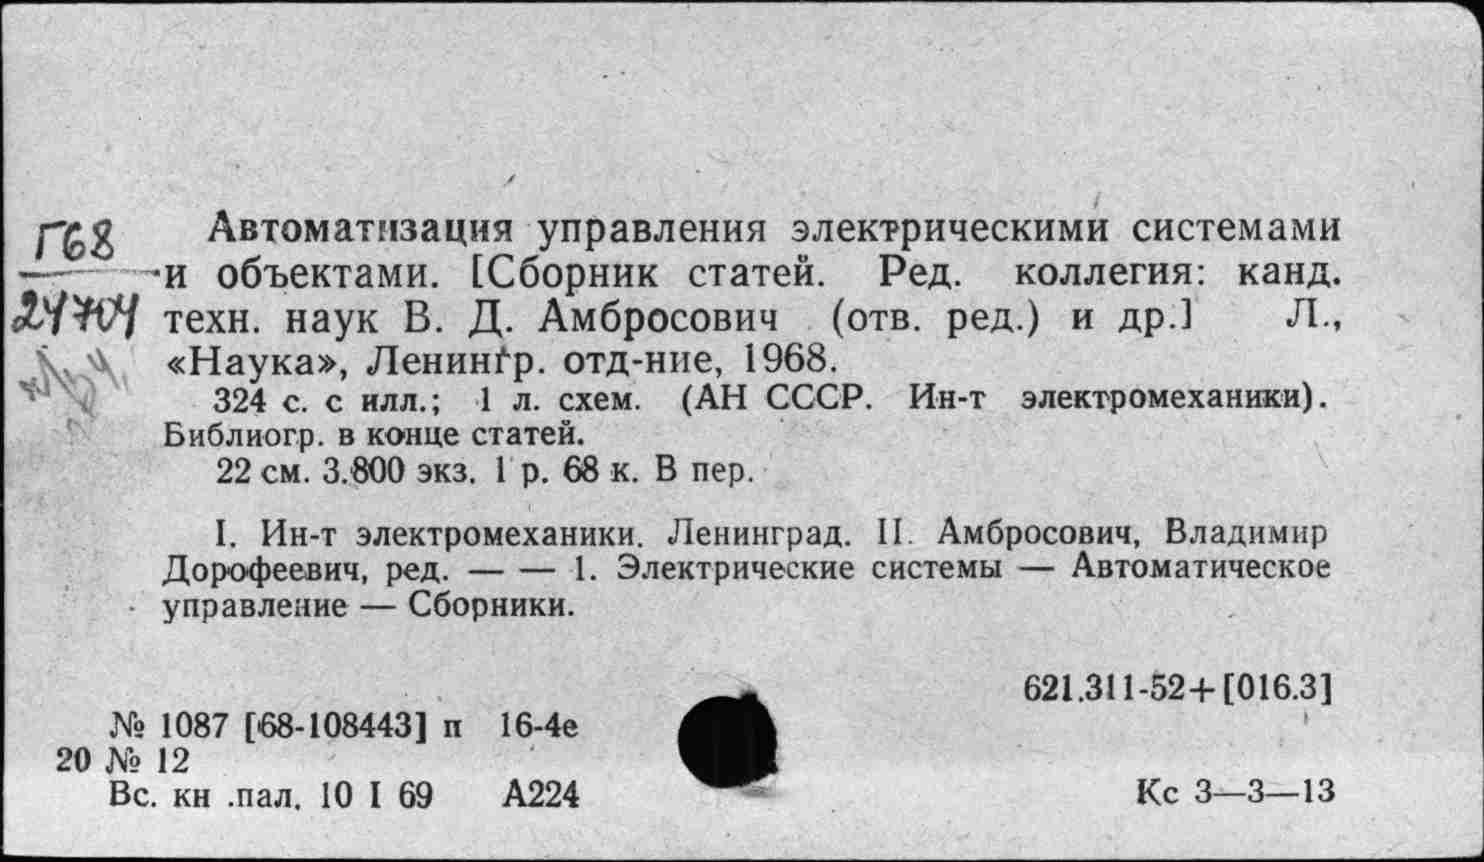 Г68
24704
Автоматизация управления электрическими системами
и объектами. [Сборник статей. Ред. коллегия: канд.
техн. наук В. Д. Амбросович (отв. ред.) и др.] Л.,
«Наука», Ленингр. отд-ние, 1968.
324 с. с илл.; 1 л. схем. (АН СССР. Ин-т электромеханики).
Библиогр. в конце статей.
22 см. 3.800 экз. 1 р. 68 к. В пер.
I. Ин-т электромеханики. Ленинград. II. Амбросович, Владимир
Дорофеевич, ред. — — 1. Электрические системы — Автоматическое
управление — Сборники.
621.311-52+[016.3]
№ 1087 [68-108443] п 16-4е
20 № 12
Вс. кн .пал. 10 I 69 А224
Кс 3—3—13